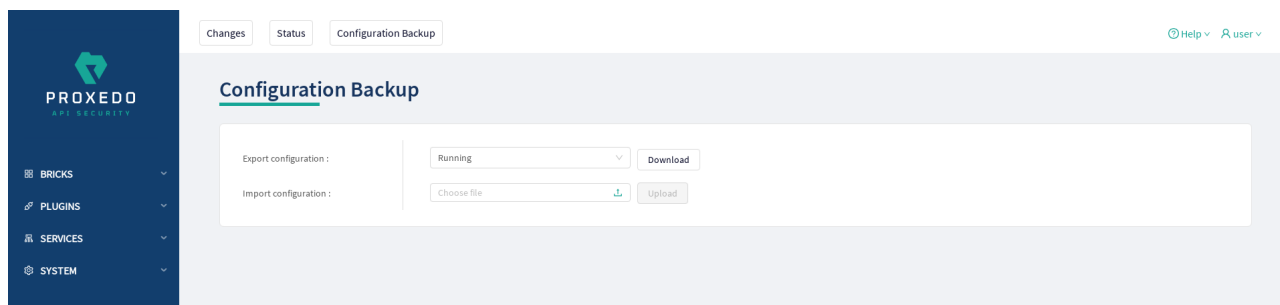 Changes Status Configuration Backup Help user
PROXEDO
API SECURITY
Configuration Backup
Export configuration : Running Download
Import configuration : Choose file Upload
BRICKS
PLUGINS
SERVICES
SYSTEM